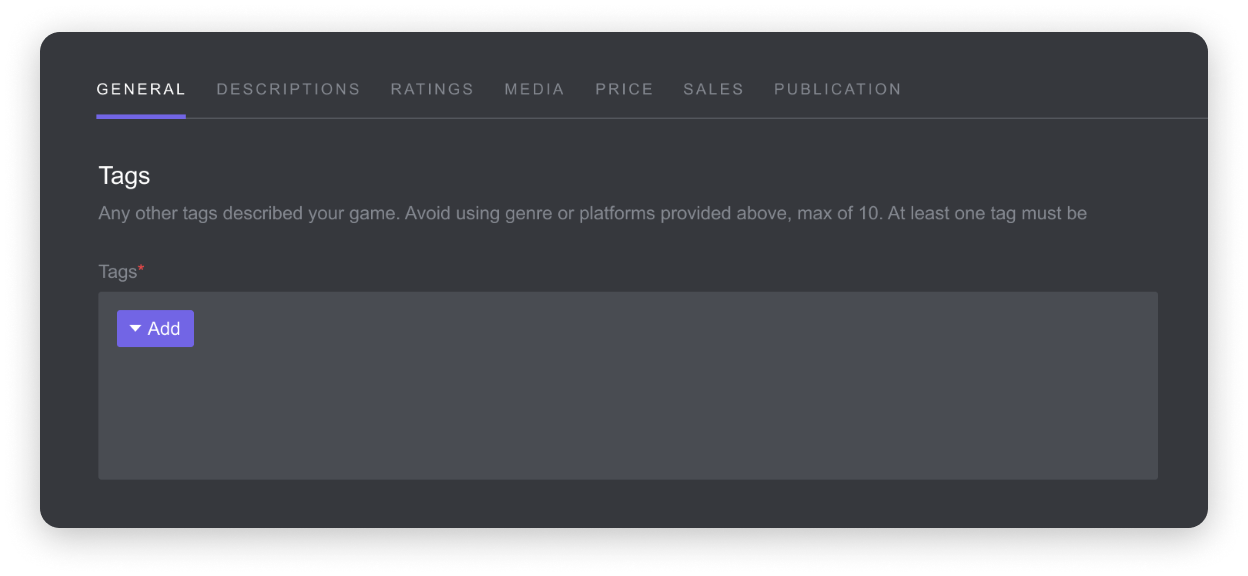 GENERAL DESCRIPTIONS RATINGS MEDIA PRICE SALES PUBLICATION
Tags
Any other tags described your game. Avoid using genre or platforms provided above, max of 10. At least one tag must be
Tags*
Add